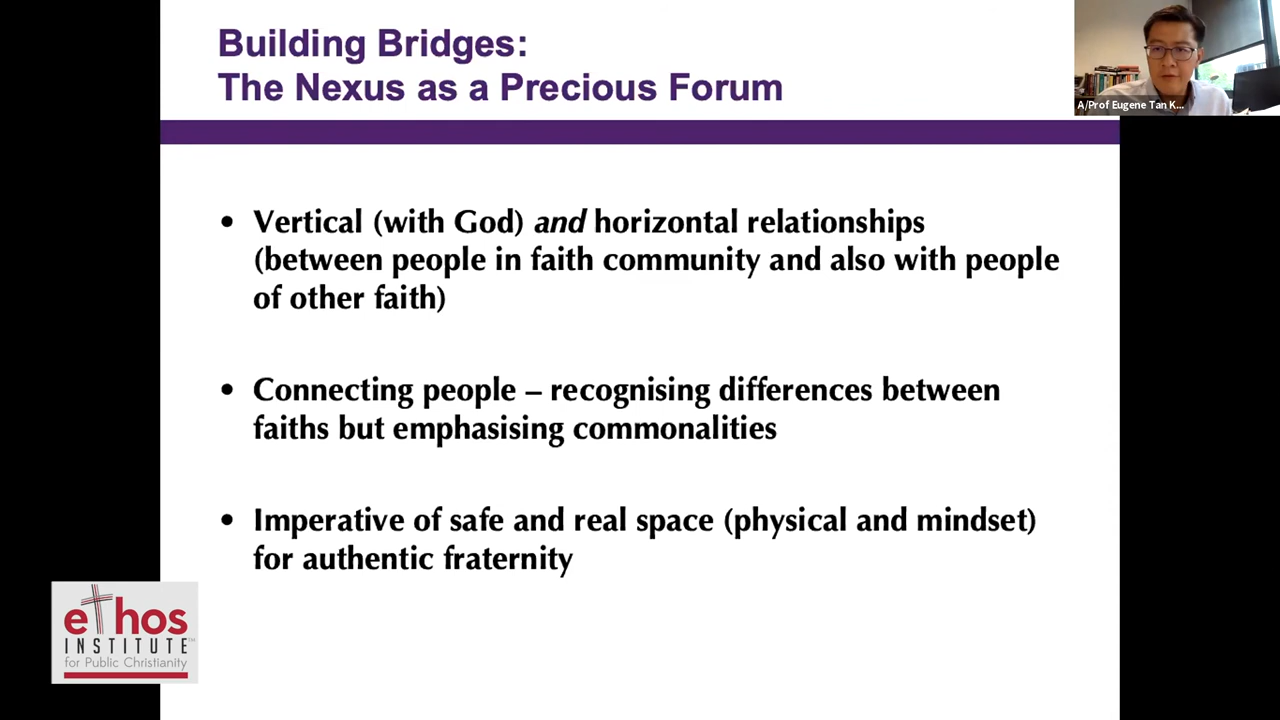 Building Bridges:
The Nexus as a Precious Forum
A/Prof Eugene Tan K...
• Vertical (with God) and horizontal relationships
(between people in faith community and also with people
of other faith)
• Connecting people – recognising differences between
faiths but emphasising commonalities
• Imperative of safe and real space (physical and mindset)
for authentic fraternity
ethos
INSTITUTE™
for Public Christianity